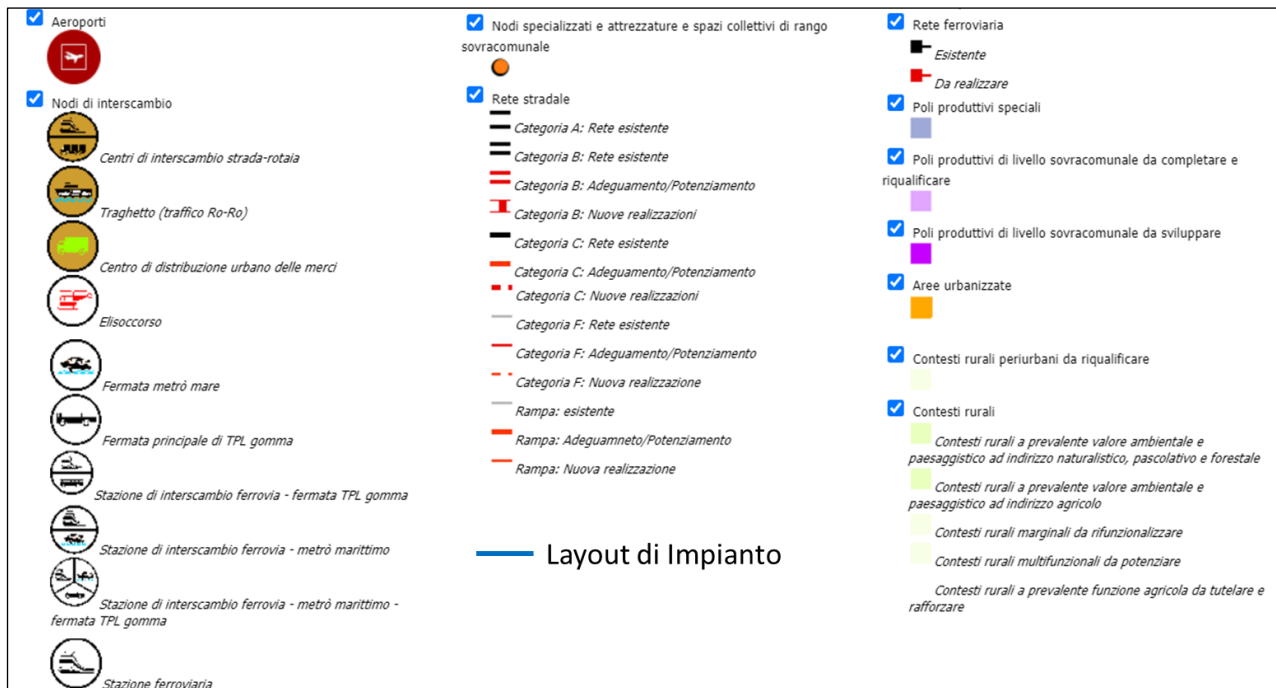 Aeroporti
Nodi di interscambio
Centri di interscambio strada-rotaia
Traghetto (traffico Ro-Ro)
Centro di distribuzione urbano delle merci
Elisoccorso
Fermata metrò mare
Fermata principale di TPL gomma
Stazione di interscambio ferrovia - fermata TPL gomma
Stazione di interscambio ferrovia - metrò marittimo
Stazione di interscambio ferrovia - metrò marittimo -
fermata TPL gomma
Stazione ferroviaria
Nodi specializzati e attrezzature e spazi collettivi di rango
sovracomunale
Rete stradale
Categoria A: Rete esistente
Categoria B: Rete esistente
Categoria B: Adeguamento/Potenziamento
Categoria B: Nuove realizzazioni
Categoria C: Rete esistente
Categoria C: Adeguamento/Potenziamento
Categoria C: Nuove realizzazioni
Categoria F: Rete esistente
Categoria F: Adeguamento/Potenziamento
Categoria F: Nuova realizzazione
Rampa: esistente
Rampa: Adeguamneto/Potenziamento
Rampa: Nuova realizzazione
Layout di Impianto
Rete ferroviaria
Esistente
Da realizzare
Poli produttivi speciali
Poli produttivi di livello sovracomunale da completare e
riqualificare
Poli produttivi di livello sovracomunale da sviluppare
Aree urbanizzate
Contesti rurali periurbani da riqualificare
Contesti rurali
Contesti rurali a prevalente valore ambientale e
paesaggistico ad indirizzo naturalistico, pascolativo e forestale
Contesti rurali a prevalente valore ambientale e
paesaggistico ad indirizzo agricolo
Contesti rurali marginali da rifunzionalizzare
Contesti rurali multifunzionali da potenziare
Contesti rurali a prevalente funzione agricola da tutelare e
rafforzare